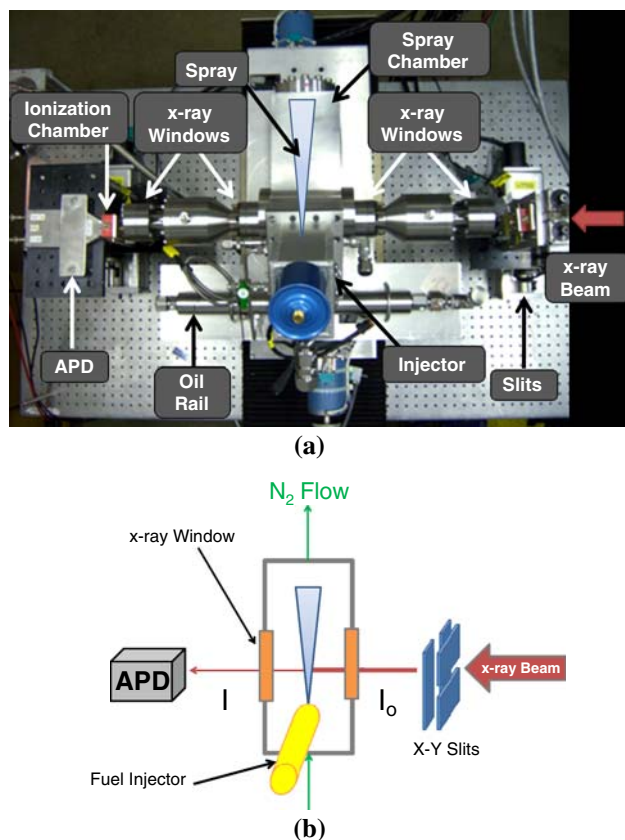 Spray
Spray
Chamber
Ionization
Chamber
x-ray
Windows
x-ray
Windows
x-ray
Beam
APD
Oil
Rail
Injector
Slits
(a)
N₂ Flow
x-ray Window
APD
x-ray Beam
I
Iₒ
X-Y Slits
Fuel Injector
(b)